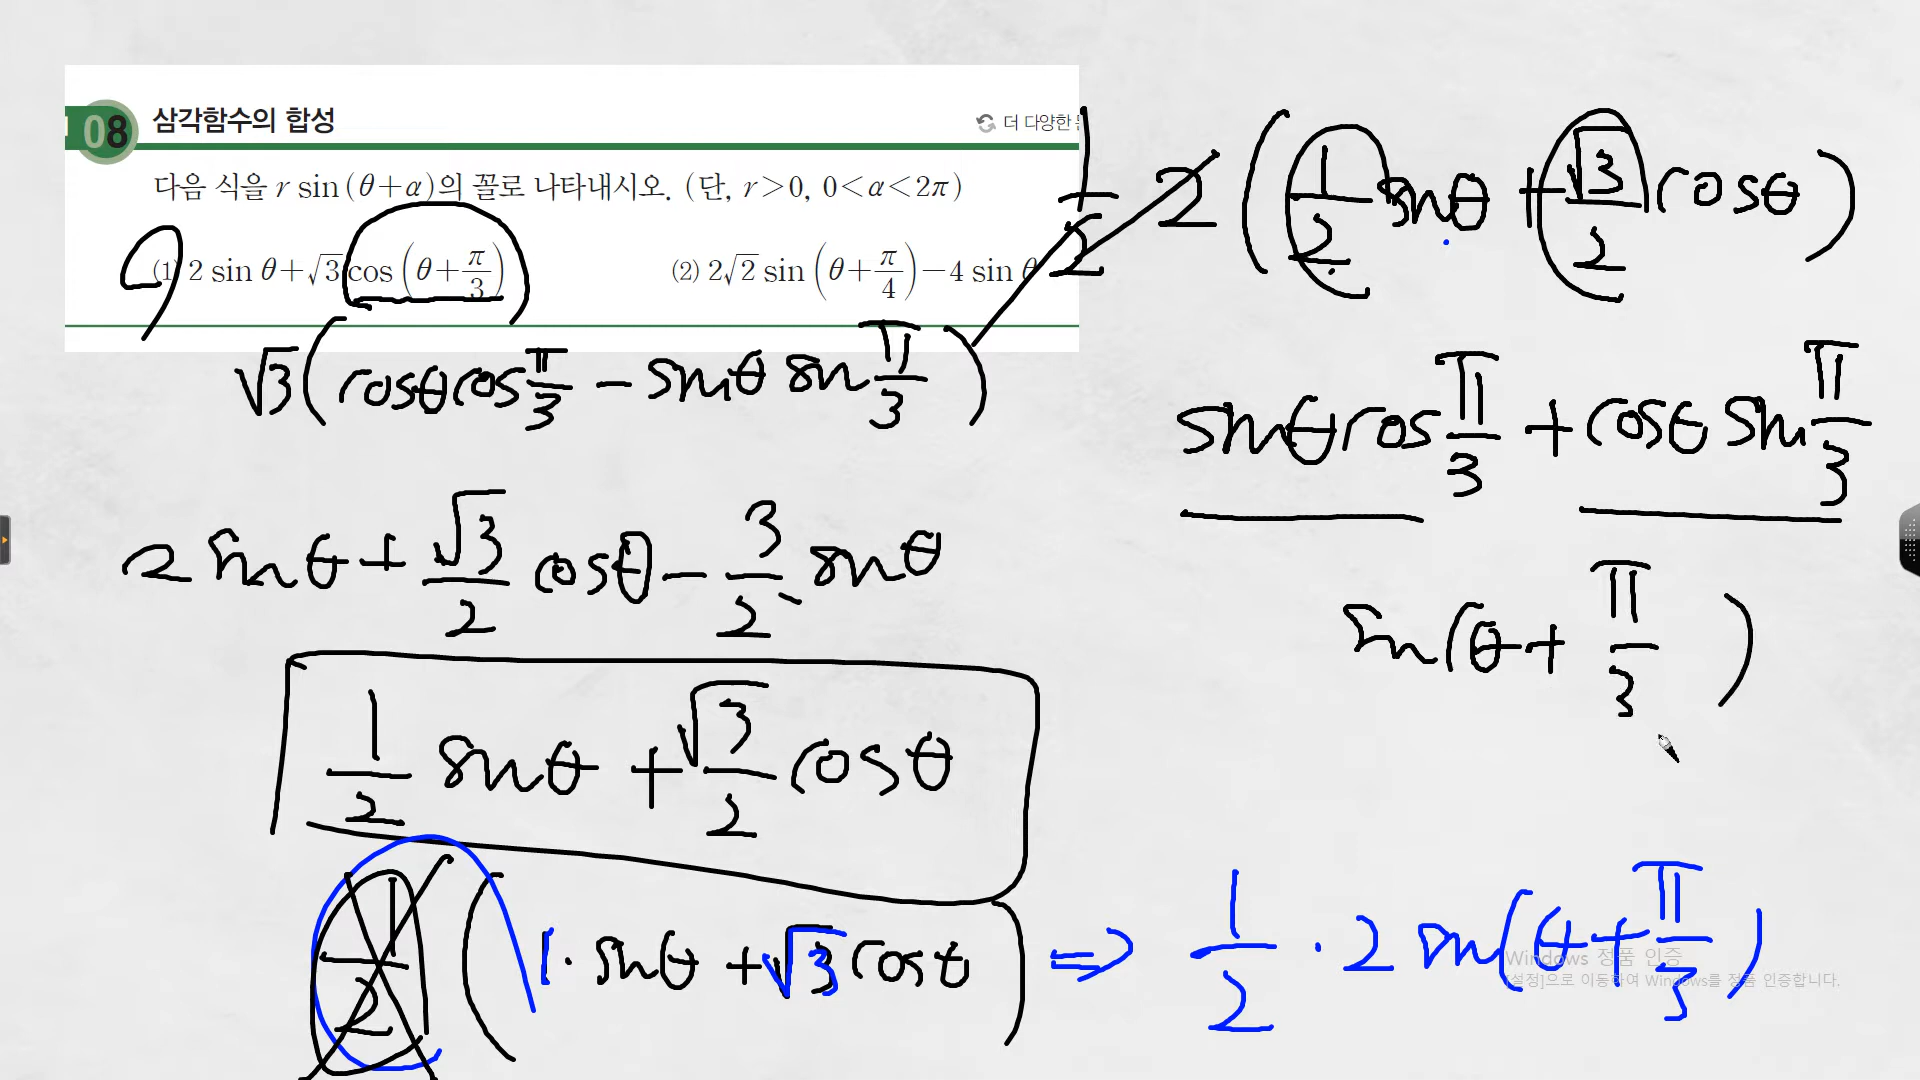 08 삼각함수의 합성
더 다양한
다음 식을 r sin(θ+α)의 꼴로 나타내시오. (단, r>0, 0<α<2π)
(1) 2 sin θ+√3 cos(θ+π/3)
(2) 2√2 sin(θ+π/4)−4 sin θ
√3(cosθcosπ/3 − sinθ sinπ/3)
2 sinθ + √3/2 cosθ − 3/2 sinθ
1/2 sinθ + √3/2 cosθ
1/2 (1· sinθ + √3 cosθ) ⇒ 1/2 · 2 sin(θ+π/3)
1/2 2 (1/2 sinθ + √3/2 cosθ)
sinθcosπ/3 + cosθ sinπ/3
sin(θ+π/3)
Windows 정품 인증
[설정]으로 이동하여 Windows를 정품 인증합니다.